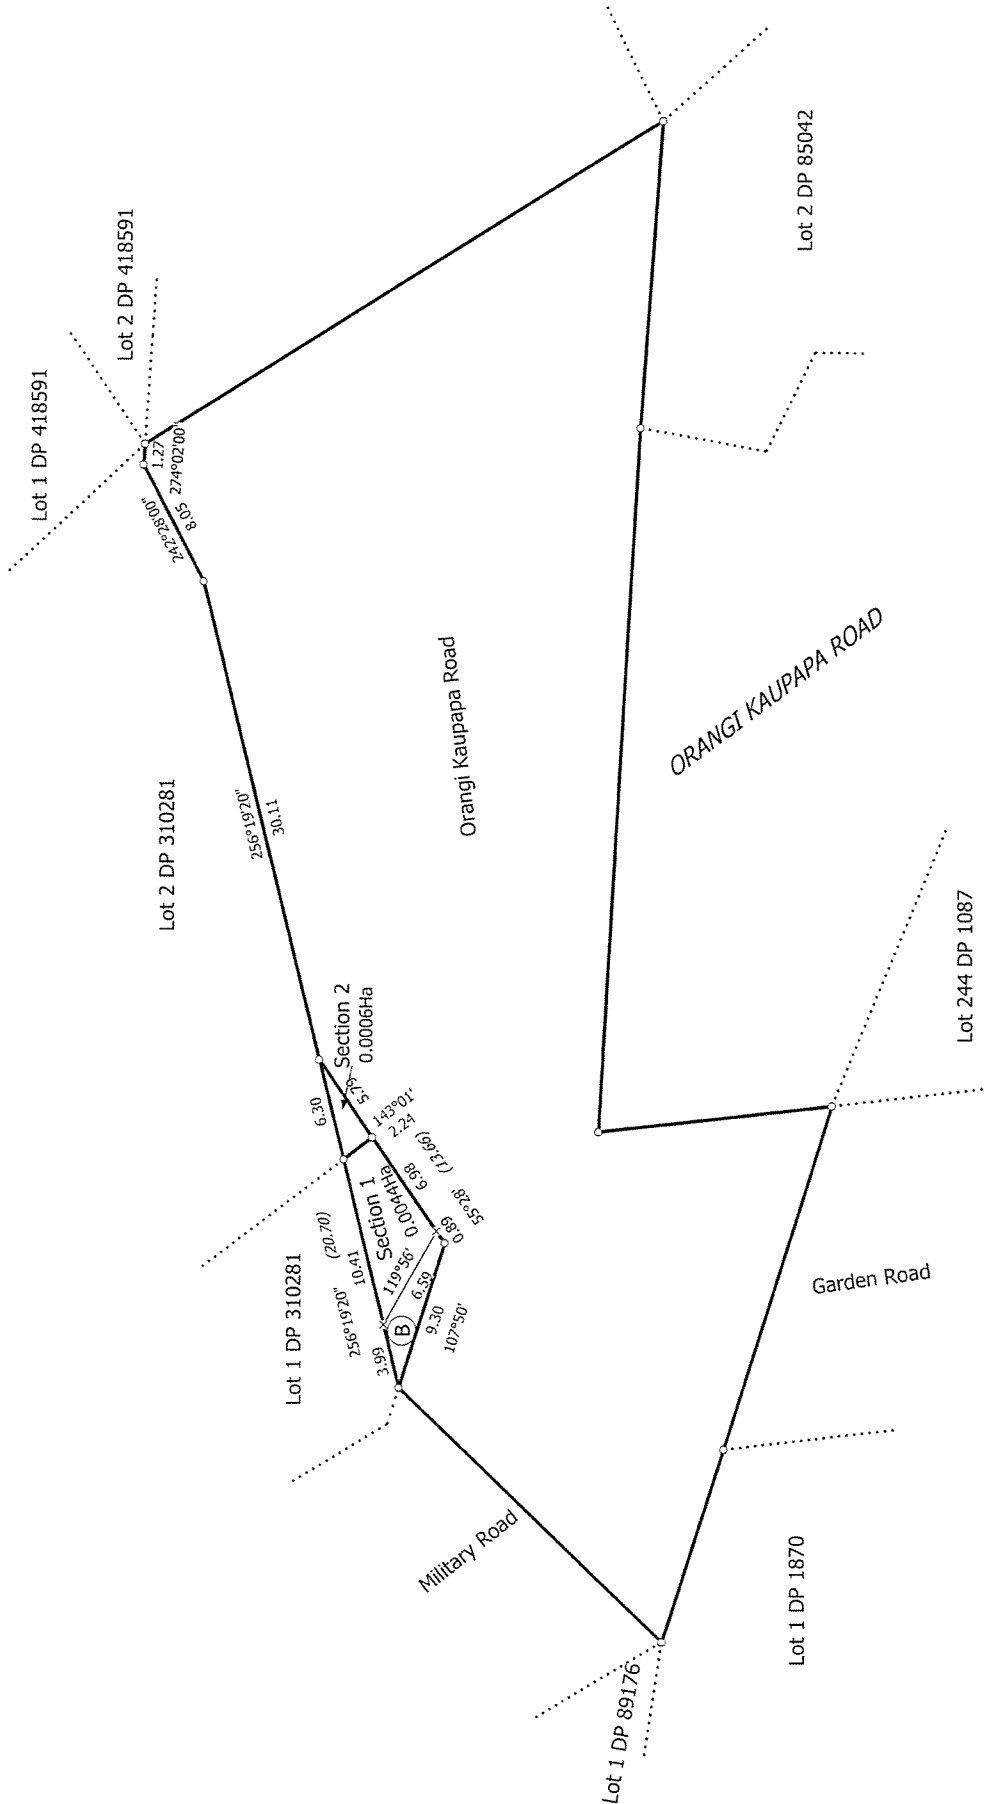 Lot 1 DP 418591
Lot 2 DP 418591
1.27
274°02'00"
242°28'00"
8.05
Lot 2 DP 85042
Lot 2 DP 310281
256°19'20"
30.11
Orangi Kaupapa Road
ORANGI KAUPAPA ROAD
Section 2
0.0006Ha
6.30
5.79
143°01'
2.24
Section 1
0.0044Ha
6.98
(13.66)
0.89
55°28'
Lot 1 DP 310281
256°19'20"
(20.70)
10.41
3.99
119°56'
6.59
B
9.30
107°50'
Lot 244 DP 1087
Garden Road
Military Road
Lot 1 DP 1870
Lot 1 DP 89176